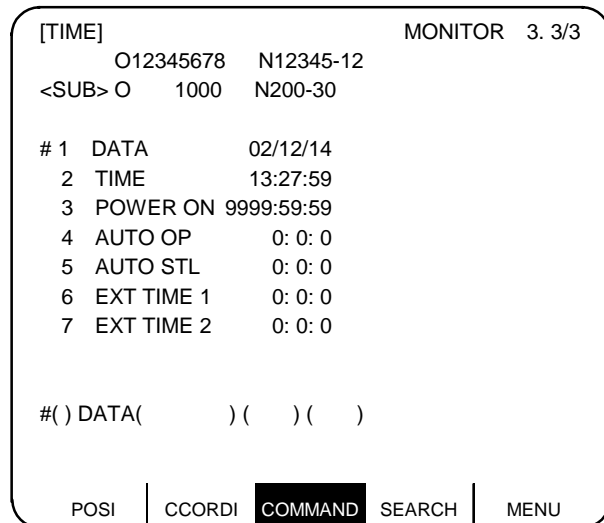 [TIME] MONITOR 3. 3/3
O12345678 N12345-12
<SUB> O 1000 N200-30
# 1 DATA 02/12/14
2 TIME 13:27:59
3 POWER ON 9999:59:59
4 AUTO OP 0: 0: 0
5 AUTO STL 0: 0: 0
6 EXT TIME 1 0: 0: 0
7 EXT TIME 2 0: 0: 0
#( ) DATA( ) ( ) ( )
POSI CCORDI COMMAND SEARCH MENU